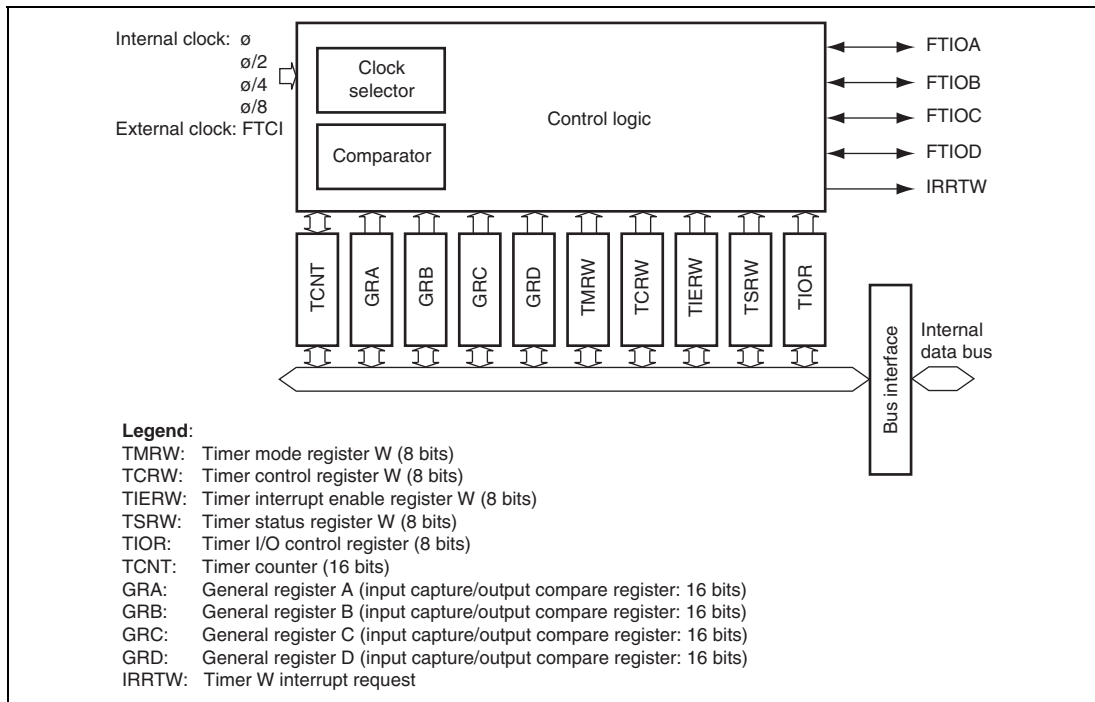 Internal clock: ø
ø/2
ø/4
ø/8
External clock: FTCI
Clock
selector
Comparator
Control logic
FTIOA
FTIOB
FTIOC
FTIOD
IRRTW
TCNT
GRA
GRB
GRC
GRD
TMRW
TCRW
TIERW
TSRW
TIOR
Bus interface
Internal
data bus
Legend:
TMRW: Timer mode register W (8 bits)
TCRW: Timer control register W (8 bits)
TIERW: Timer interrupt enable register W (8 bits)
TSRW: Timer status register W (8 bits)
TIOR: Timer I/O control register (8 bits)
TCNT: Timer counter (16 bits)
GRA: General register A (input capture/output compare register: 16 bits)
GRB: General register B (input capture/output compare register: 16 bits)
GRC: General register C (input capture/output compare register: 16 bits)
GRD: General register D (input capture/output compare register: 16 bits)
IRRTW: Timer W interrupt request